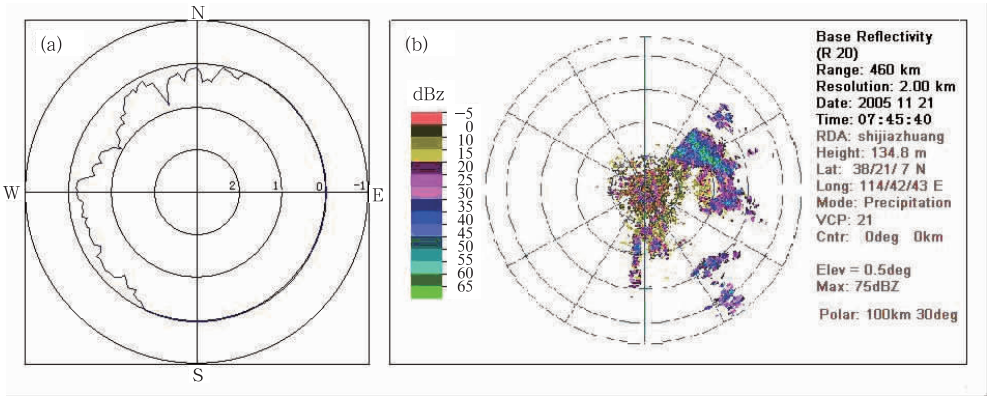 (a)
N
W
2
1
0
-1
E
S
(b)
dBz
-5
0
10
15
20
25
30
35
40
45
50
55
60
65
Base Reflectivity
(R 20)
Range: 460 km
Resolution: 2.00 km
Date: 2005 11 21
Time: 07:45:40
RDA: shijiazhuang
Height: 134.8 m
Lat: 38/21/ 7 N
Long: 114/42/43 E
Mode: Precipitation
VCP: 21
Cntr: 0deg 0km
Elev = 0.5deg
Max: 75dBZ
Polar: 100km 30deg